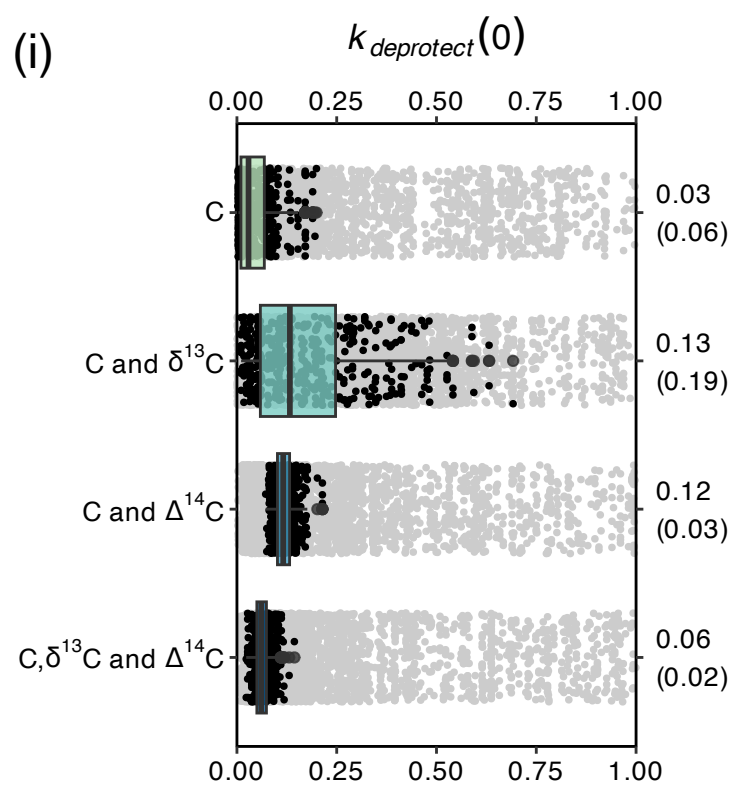 (i)
k deprotect (0)
0.00 0.25 0.50 0.75 1.00
C
0.03
(0.06)
C and δ¹³C
0.13
(0.19)
C and Δ¹⁴C
0.12
(0.03)
C,δ¹³C and Δ¹⁴C
0.06
(0.02)
0.00 0.25 0.50 0.75 1.00